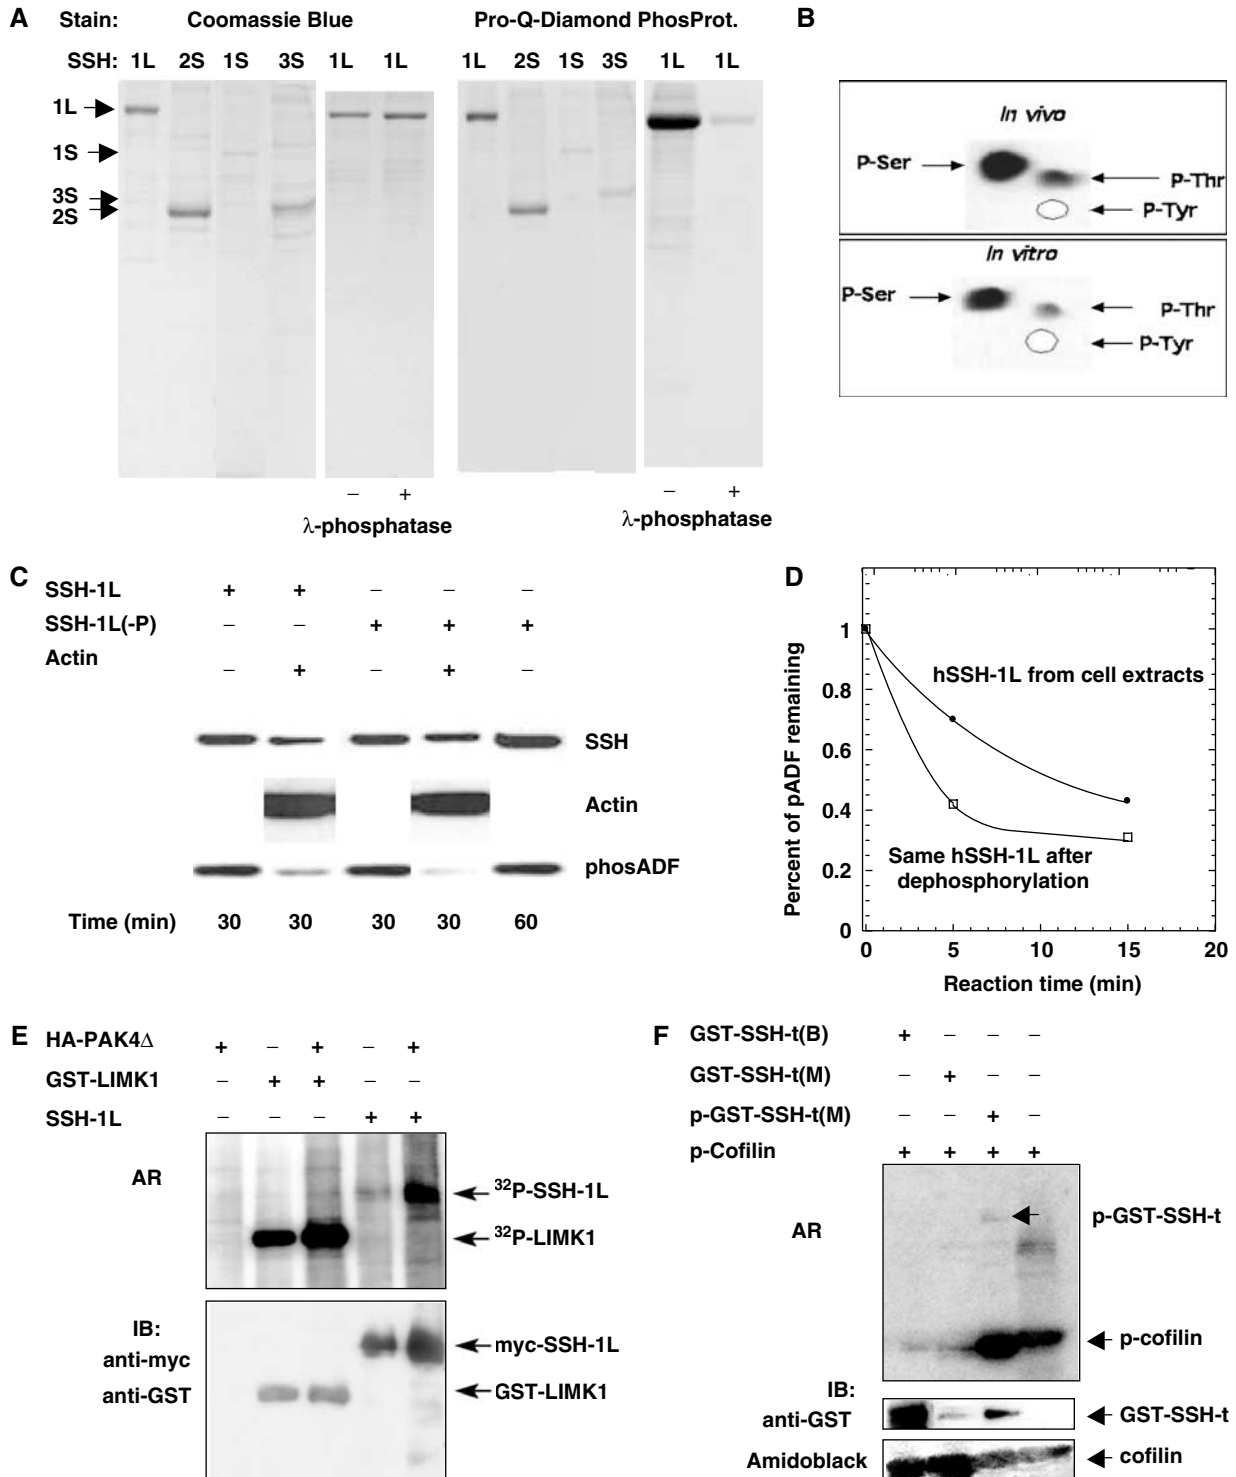 A
Stain: Coomassie Blue Pro-Q-Diamond PhosProt.
SSH: 1L 2S 1S 3S 1L 1L 1L 2S 1S 3S 1L 1L
1L
1S
3S
2S
– + – +
λ-phosphatase λ-phosphatase
B
In vivo
P-Ser
P-Thr
P-Tyr
In vitro
P-Ser
P-Thr
P-Tyr
C
SSH-1L + + – – –
SSH-1L(-P) – – + + +
Actin – + – + –
SSH
Actin
phosADF
Time (min) 30 30 30 30 60
D
Percent of pADF remaining
1
0.8
0.6
0.4
0.2
0
hSSH-1L from cell extracts
Same hSSH-1L after
dephosphorylation
0 5 10 15 20
Reaction time (min)
E
HA-PAK4Δ + – + – +
GST-LIMK1 – + + – –
SSH-1L – – – + +
AR
³²P-SSH-1L
³²P-LIMK1
IB:
anti-myc
anti-GST
myc-SSH-1L
GST-LIMK1
F
GST-SSH-t(B) + – – –
GST-SSH-t(M) – + – –
p-GST-SSH-t(M) – – + –
p-Cofilin + + + +
AR
p-GST-SSH-t
p-cofilin
IB:
anti-GST
GST-SSH-t
Amidoblack
cofilin